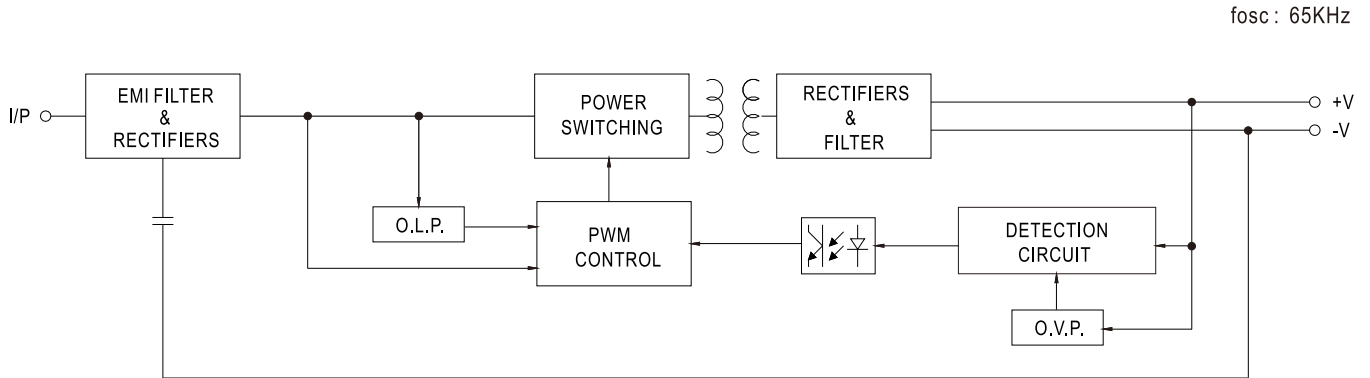 fosc : 65KHz
I/P
EMI FILTER
&
RECTIFIERS
POWER
SWITCHING
RECTIFIERS
&
FILTER
+V
-V
O.L.P.
PWM
CONTROL
DETECTION
CIRCUIT
O.V.P.